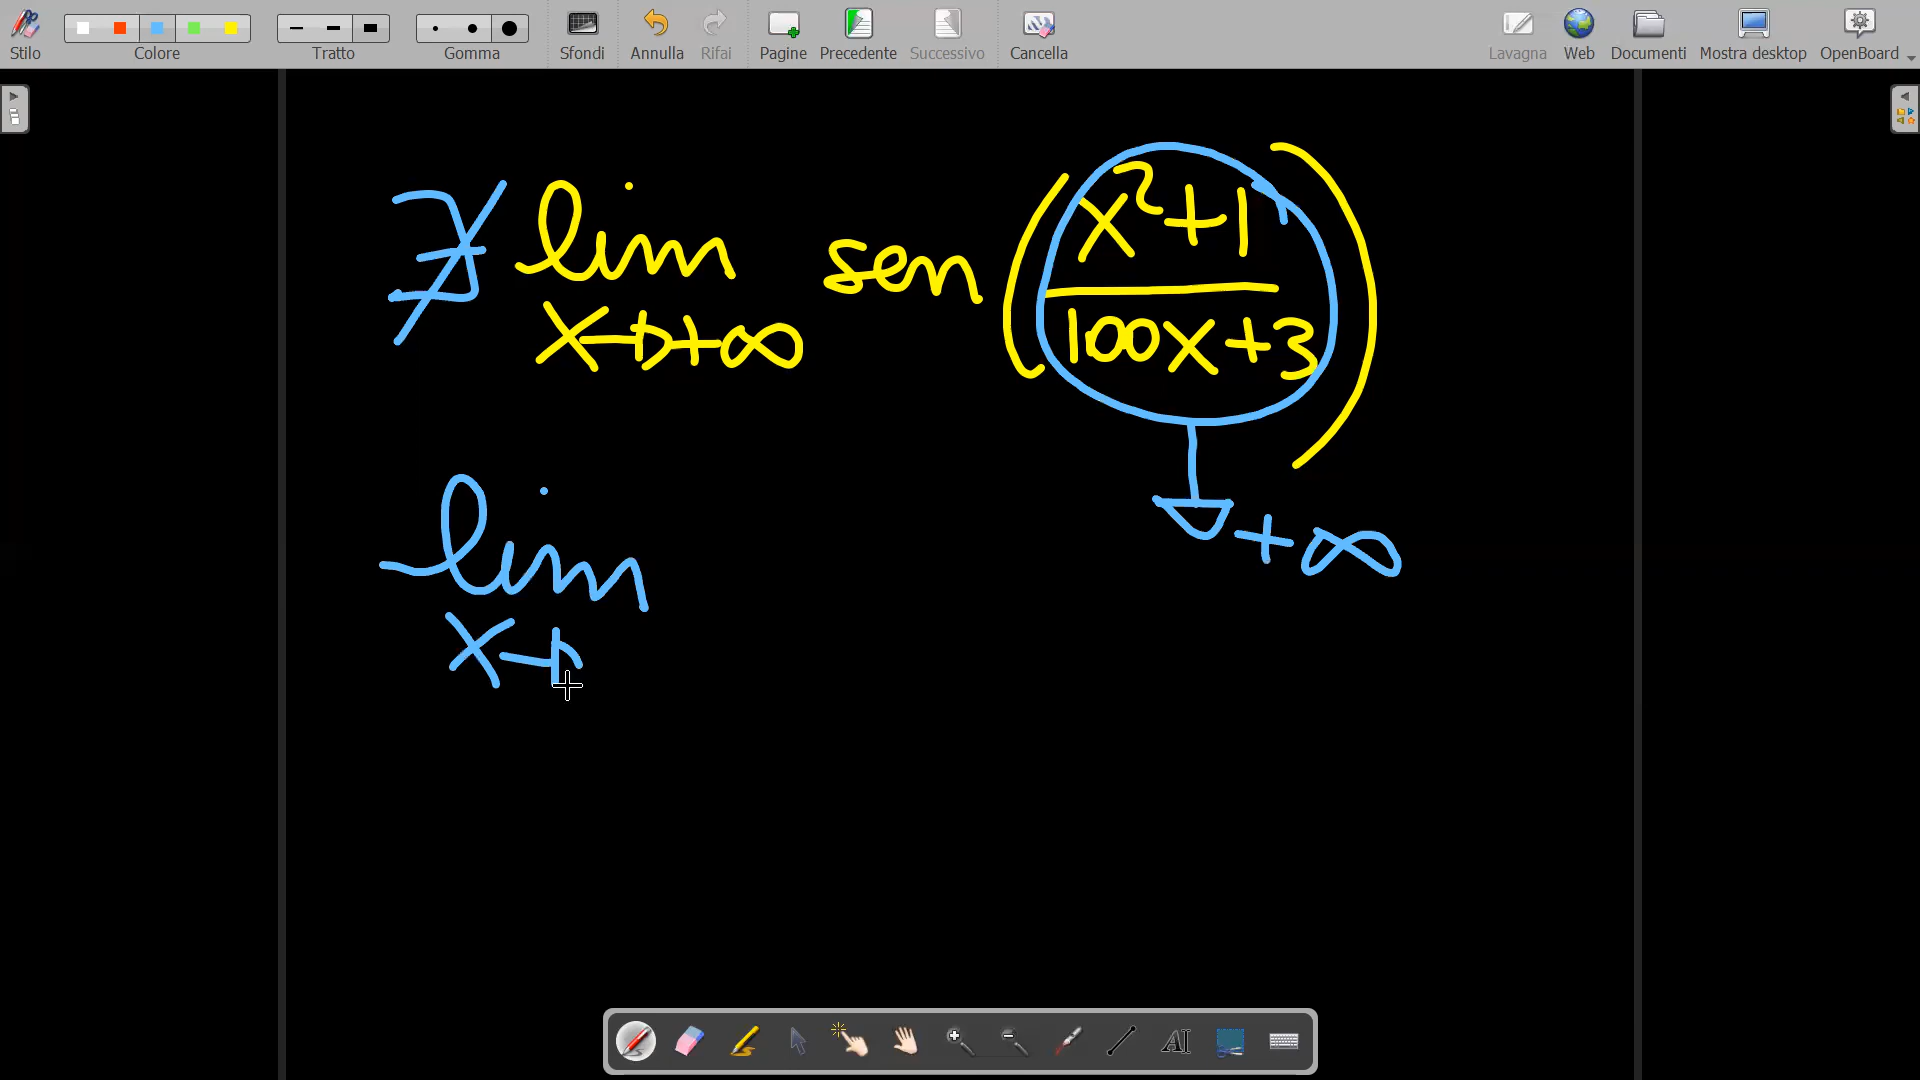 Stilo Colore Tratto Gomma Sfondi Annulla Rifai Pagine Precedente Successivo Cancella Lavagna Web Documenti Mostra desktop OpenBoard
∄ lim sen ( x²+1 / 100x+3 )
x→+∞
→+∞
lim
x→
AI